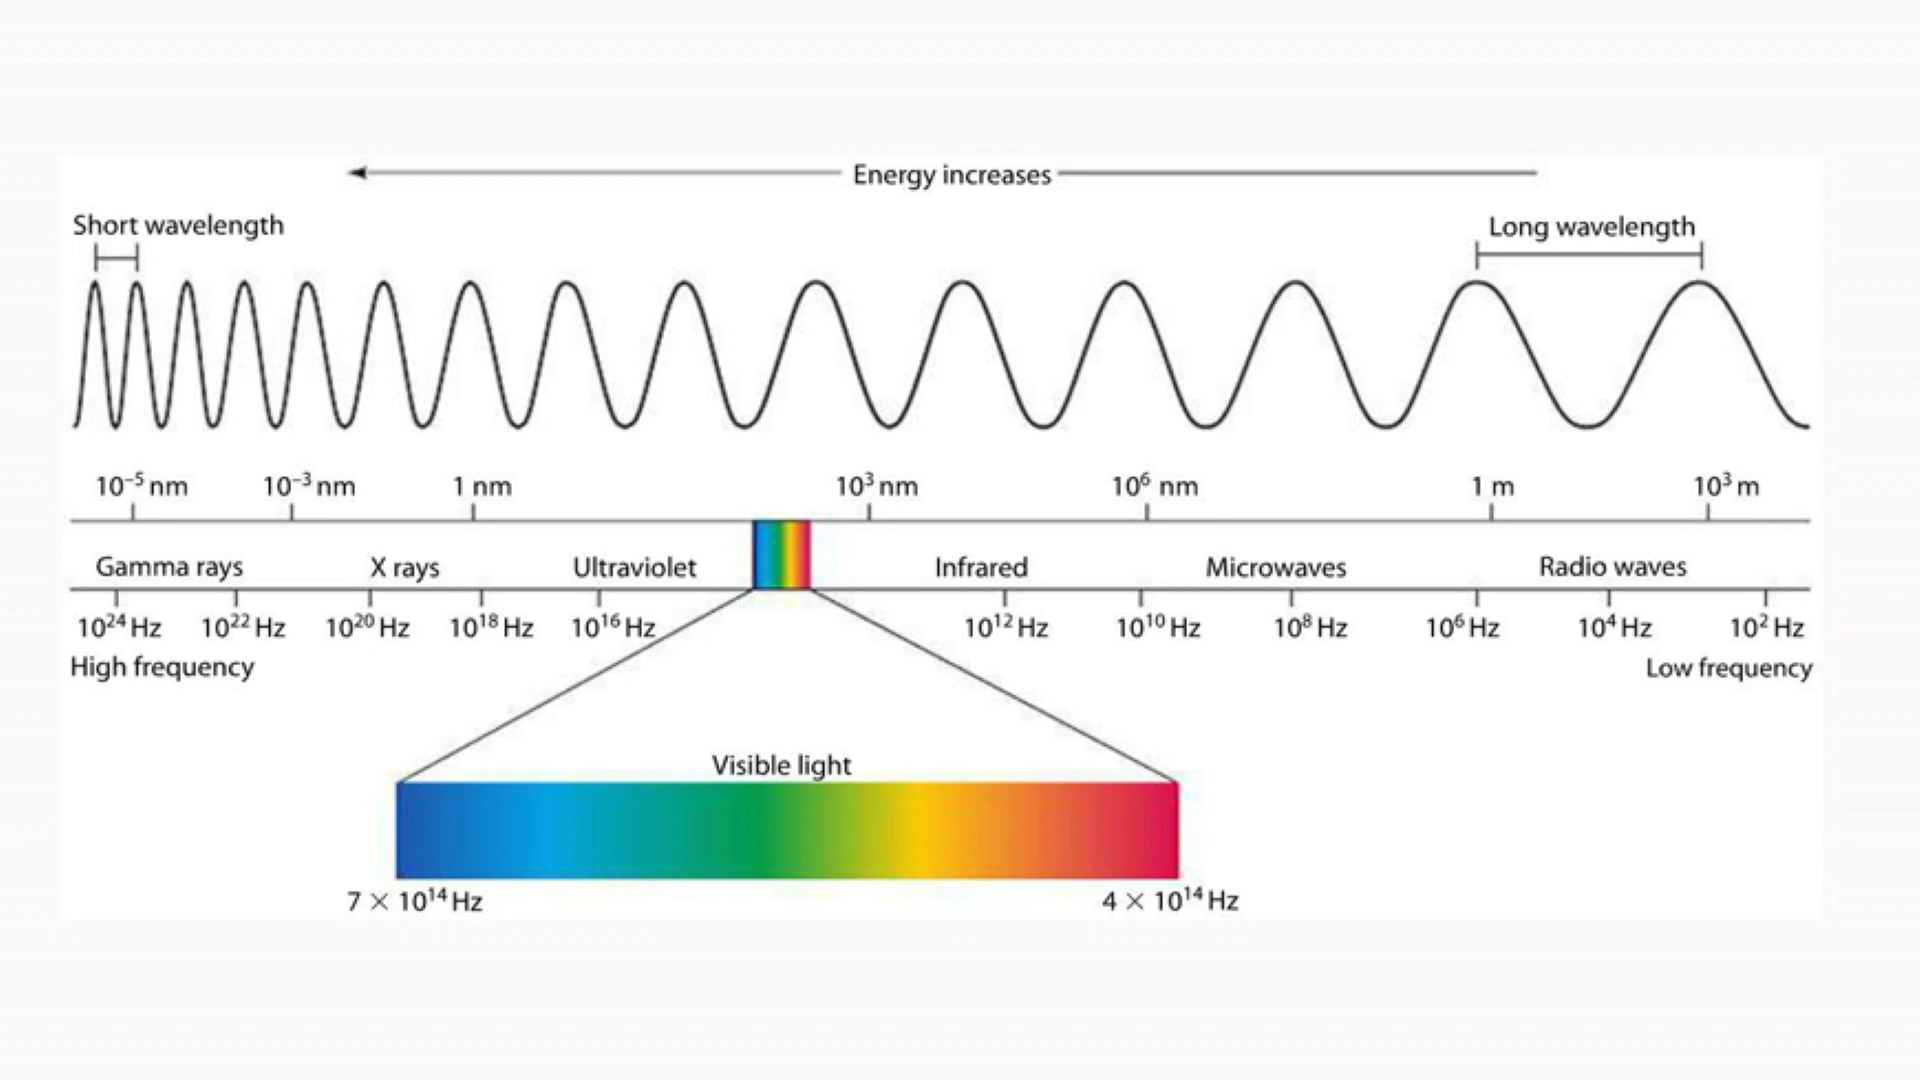 Energy increases
Short wavelength
Long wavelength
10⁻⁵ nm 10⁻³ nm 1 nm 10³ nm 10⁶ nm 1 m 10³ m
Gamma rays X rays Ultraviolet Infrared Microwaves Radio waves
10²⁴ Hz 10²² Hz 10²⁰ Hz 10¹⁸ Hz 10¹⁶ Hz 10¹² Hz 10¹⁰ Hz 10⁸ Hz 10⁶ Hz 10⁴ Hz 10² Hz
High frequency Low frequency
Visible light
7 × 10¹⁴ Hz 4 × 10¹⁴ Hz